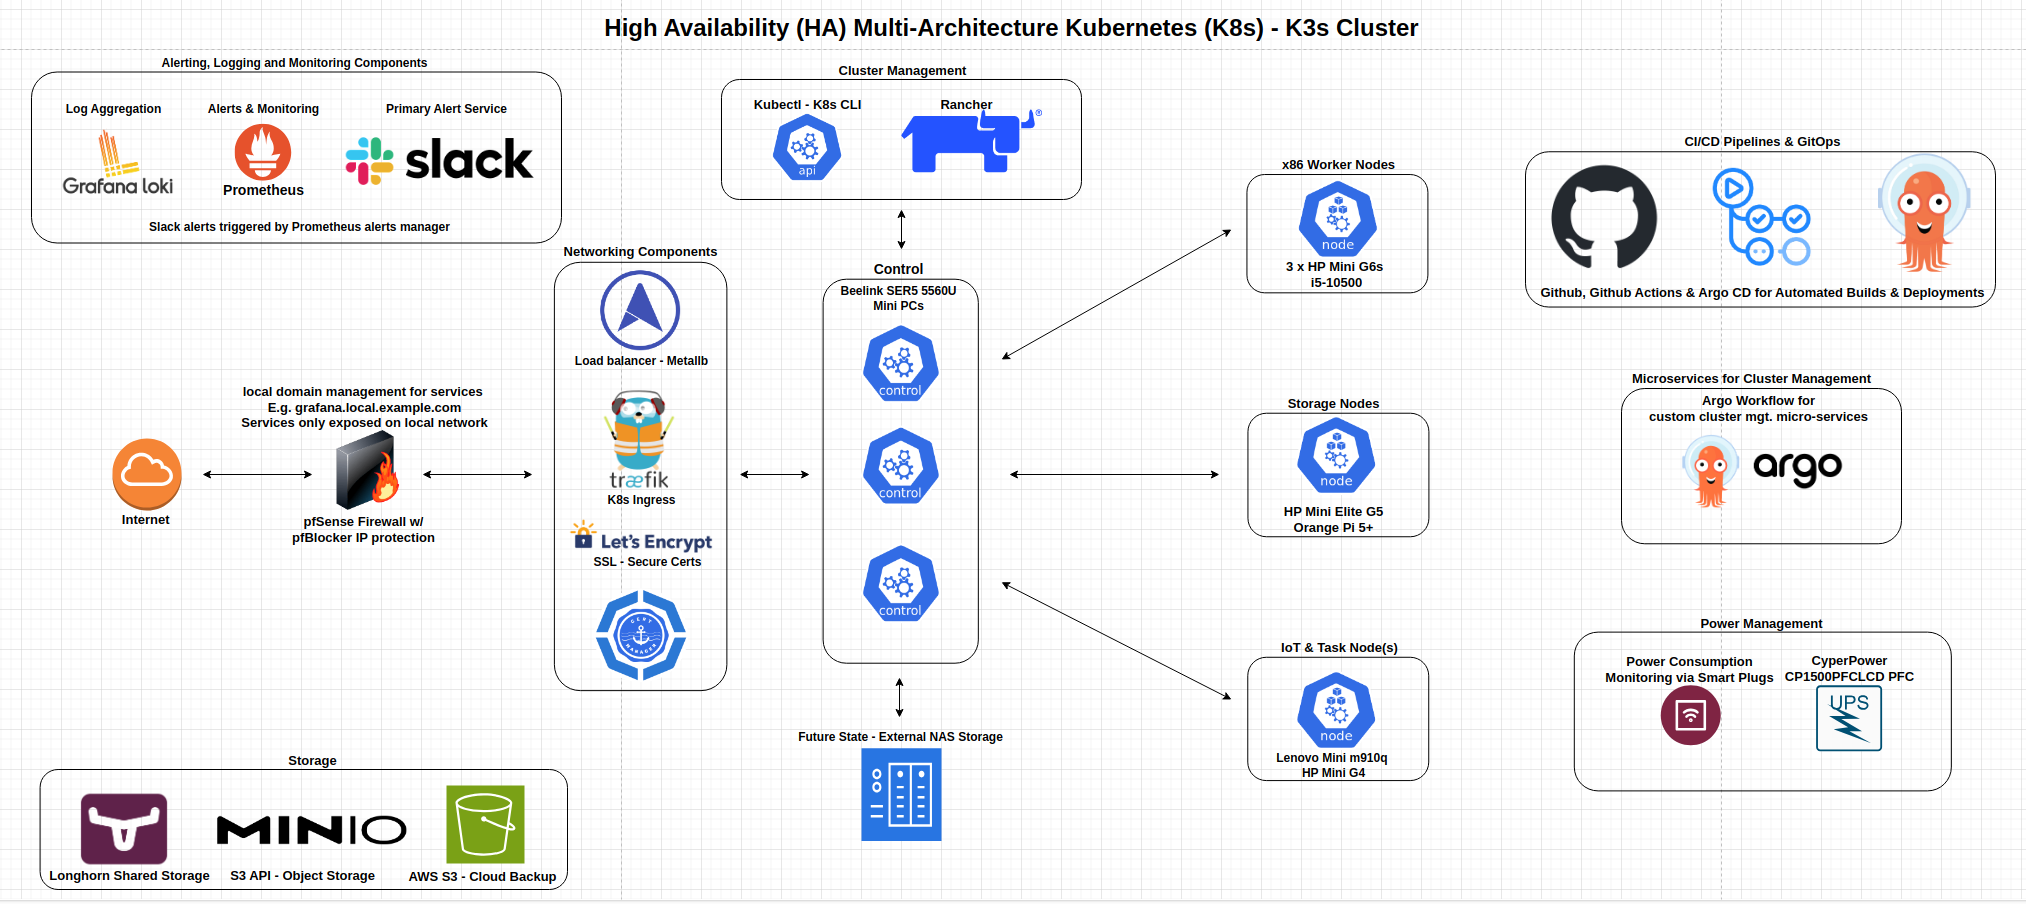 High Availability (HA) Multi-Architecture Kubernetes (K8s) - K3s Cluster
Alerting, Logging and Monitoring Components
Log Aggregation
Alerts & Monitoring
Primary Alert Service
Grafana loki
Prometheus
slack
Slack alerts triggered by Prometheus alerts manager
Cluster Management
Kubectl - K8s CLI
Rancher
api
®
x86 Worker Nodes
node
3 x HP Mini G6s
i5-10500
CI/CD Pipelines & GitOps
Github, Github Actions & Argo CD for Automated Builds & Deployments
Networking Components
Load balancer - Metallb
træfik
K8s Ingress
Let's Encrypt
SSL - Secure Certs
CERT
MANAGER
Control
Beelink SER5 5560U
Mini PCs
control
control
control
local domain management for services
E.g. grafana.local.example.com
Services only exposed on local network
Internet
pfSense Firewall w/
pfBlocker IP protection
Storage Nodes
node
HP Mini Elite G5
Orange Pi 5+
Microservices for Cluster Management
Argo Workflow for
custom cluster mgt. micro-services
argo
IoT & Task Node(s)
node
Lenovo Mini m910q
HP Mini G4
Power Management
Power Consumption
Monitoring via Smart Plugs
CyperPower
CP1500PFCLCD PFC
UPS
Future State - External NAS Storage
Storage
MINIO
Longhorn Shared Storage
S3 API - Object Storage
AWS S3 - Cloud Backup